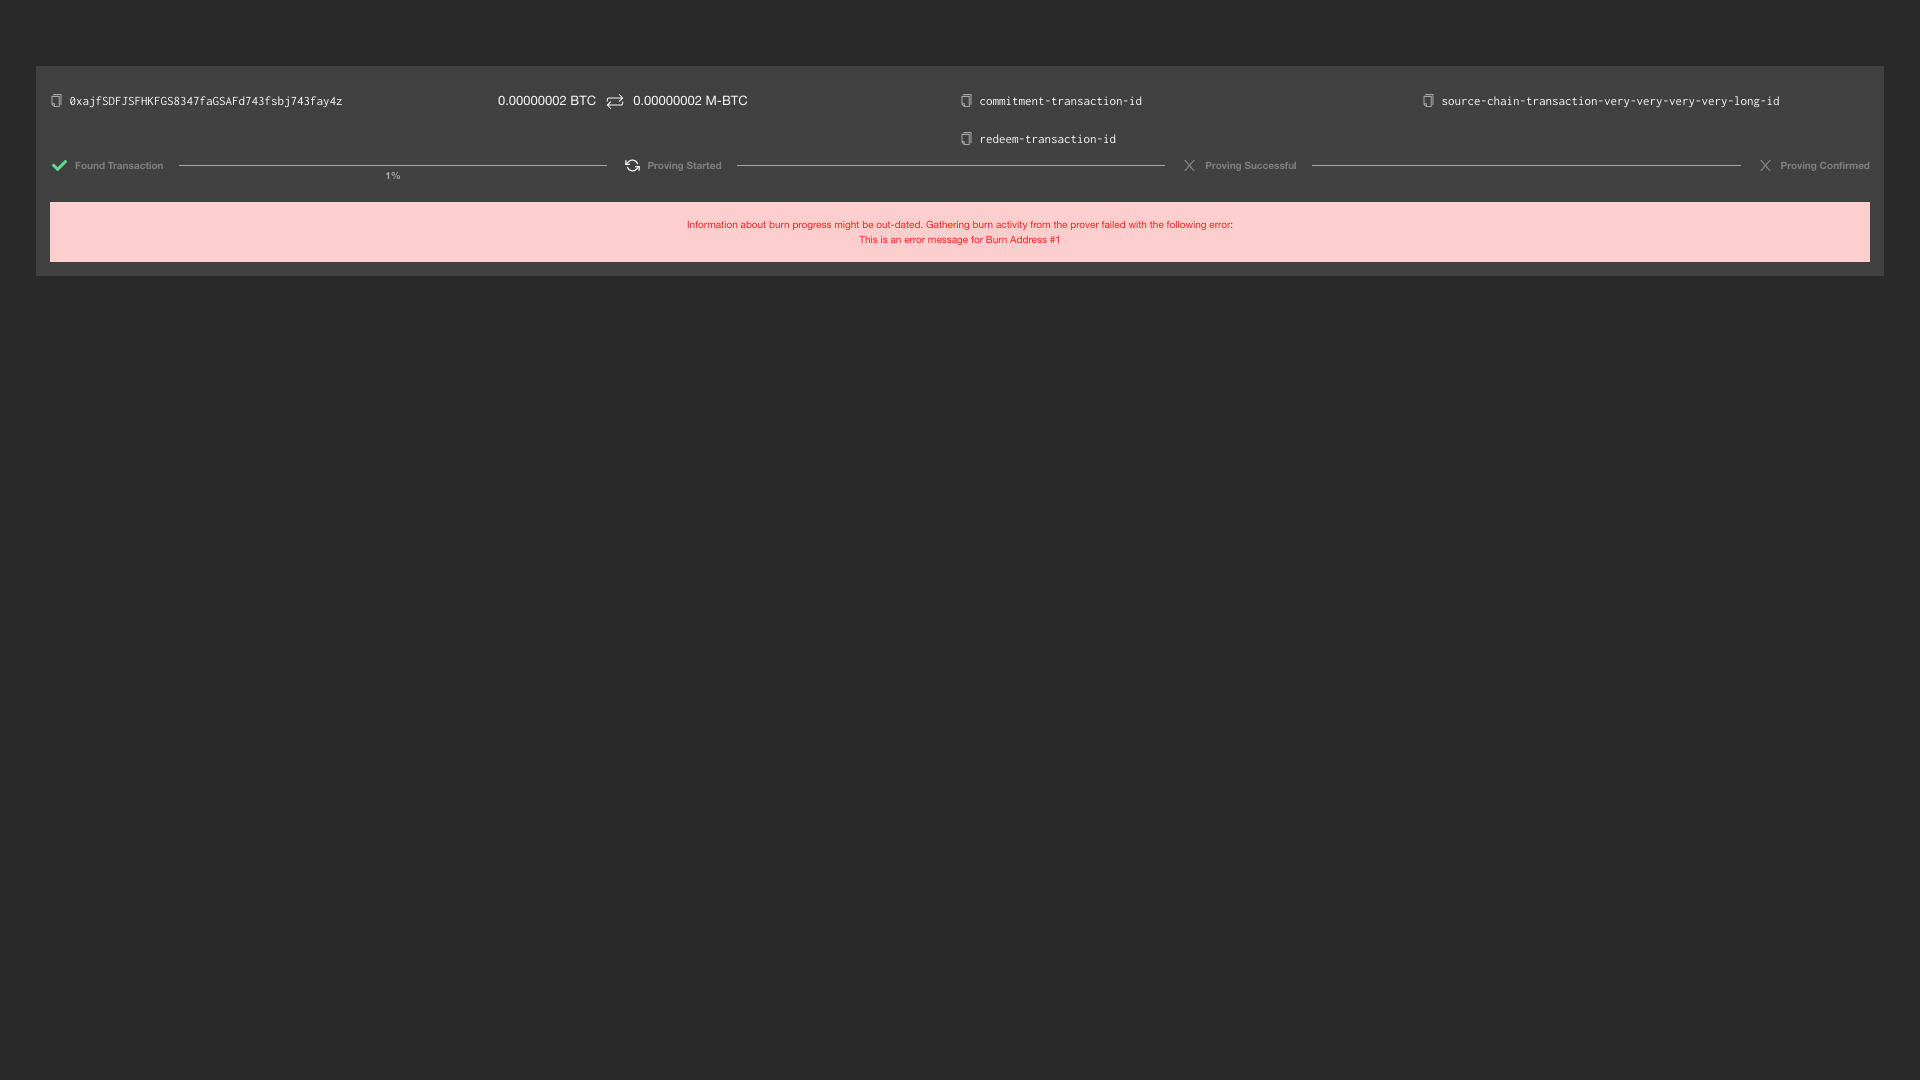 0xajfSDFJSFHKFGS8347faGSAFd743fsbj743fay4z
0.00000002 BTC 0.00000002 M-BTC
commitment-transaction-id
source-chain-transaction-very-very-very-very-long-id
redeem-transaction-id
Found Transaction
1%
Proving Started
Proving Successful
Proving Confirmed
Information about burn progress might be out-dated. Gathering burn activity from the prover failed with the following error:
This is an error message for Burn Address #1